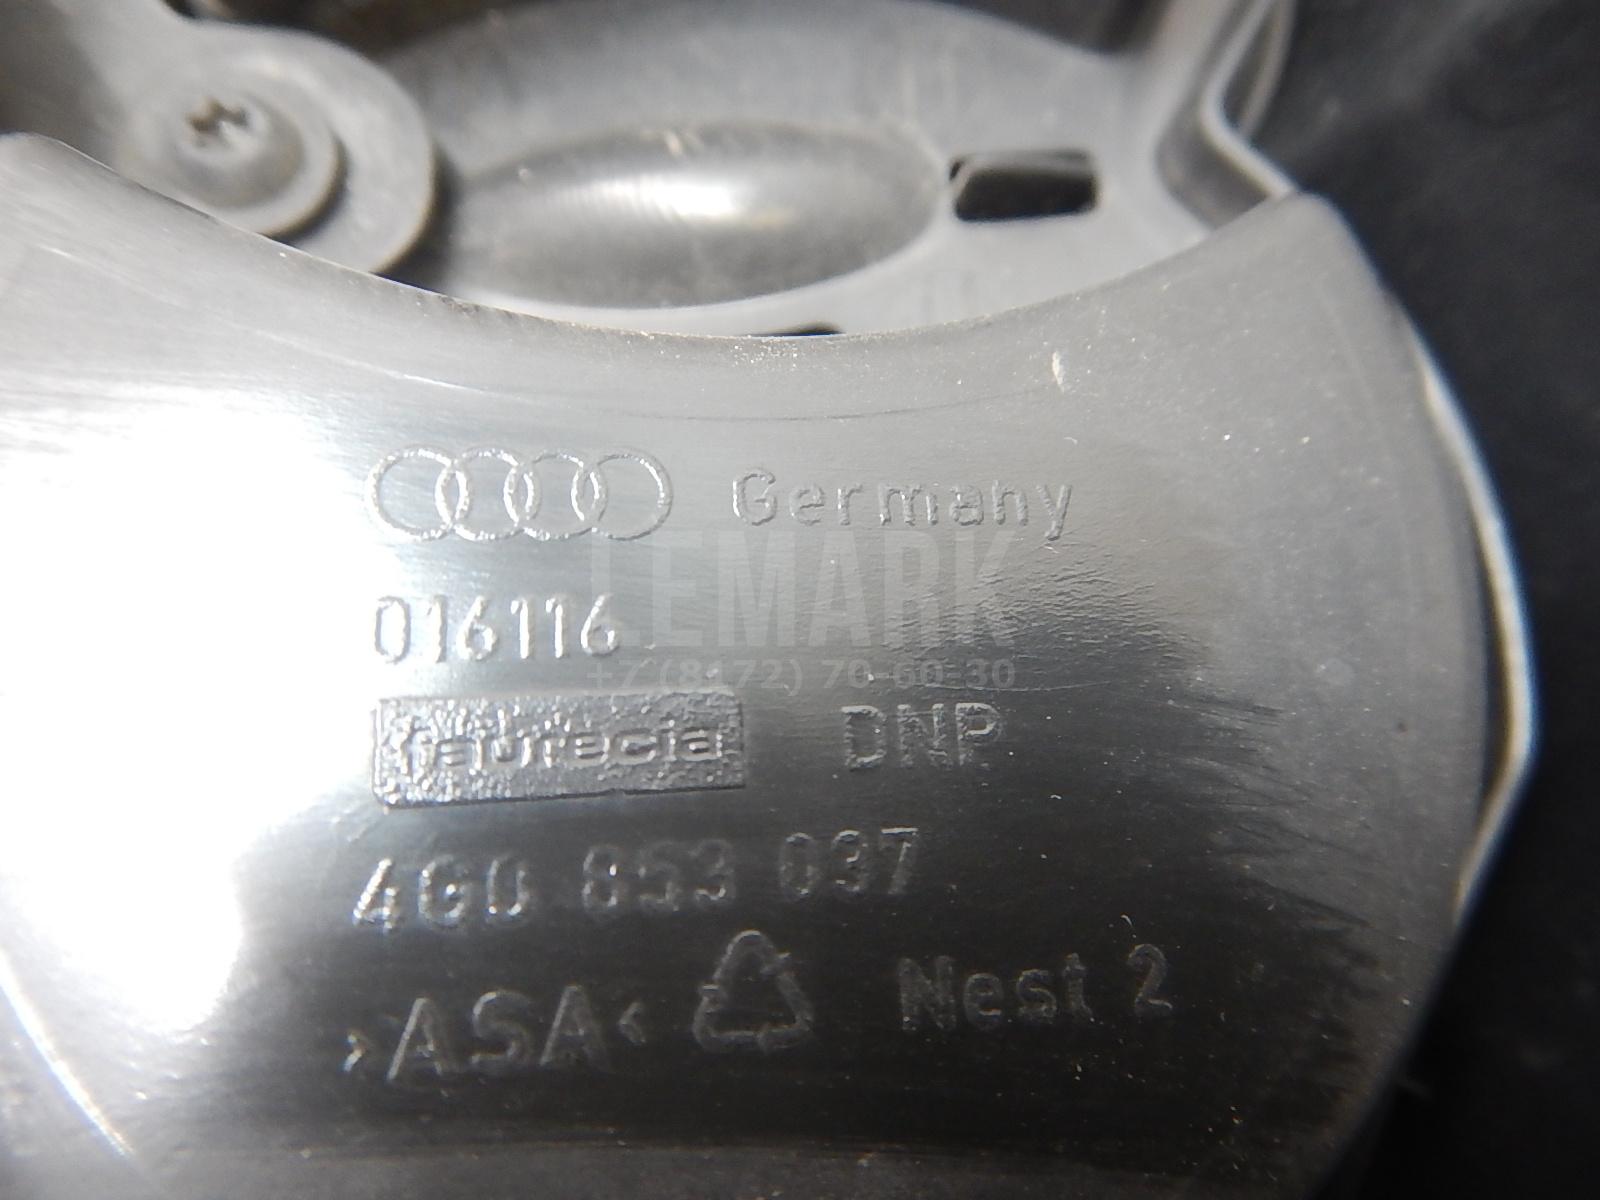 Germany
LEMARK
016116
+7 (8172) 70-60-30
faurecia DNP
4G0 853 037
>ASA< Nest 2